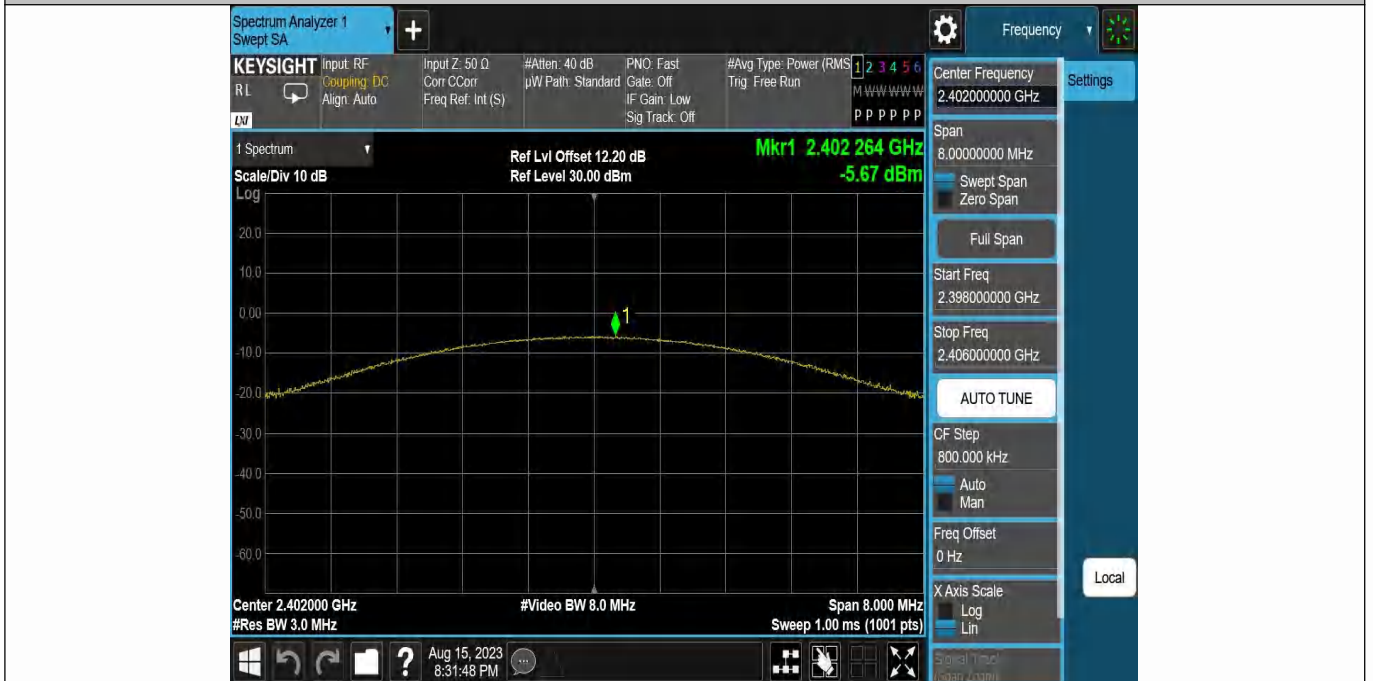 Spectrum Analyzer 1
Swept SA
+
Frequency
KEYSIGHT
RL
LXI
Input: RF
Coupling: DC
Align: Auto
Input Z: 50 Ω
Corr CCorr
Freq Ref: Int (S)
#Atten: 40 dB
µW Path: Standard
PNO: Fast
Gate: Off
IF Gain: Low
Sig Track: Off
#Avg Type: Power (RMS
Trig: Free Run
1 2 3 4 5 6
M W W W W W
P P P P P P
1 Spectrum
Scale/Div 10 dB
Ref Lvl Offset 12.20 dB
Ref Level 30.00 dBm
Mkr1 2.402 264 GHz
-5.67 dBm
Log
20.0
10.0
0.00
-10.0
-20.0
-30.0
-40.0
-50.0
-60.0
1
Center 2.402000 GHz
#Res BW 3.0 MHz
#Video BW 8.0 MHz
Span 8.000 MHz
Sweep 1.00 ms (1001 pts)
Center Frequency
2.402000000 GHz
Settings
Span
8.00000000 MHz
Swept Span
Zero Span
Full Span
Start Freq
2.398000000 GHz
Stop Freq
2.406000000 GHz
AUTO TUNE
CF Step
800.000 kHz
Auto
Man
Freq Offset
0 Hz
X Axis Scale
Log
Lin
Signal Track
(Span Zoom)
Local
?
Aug 15, 2023
8:31:48 PM